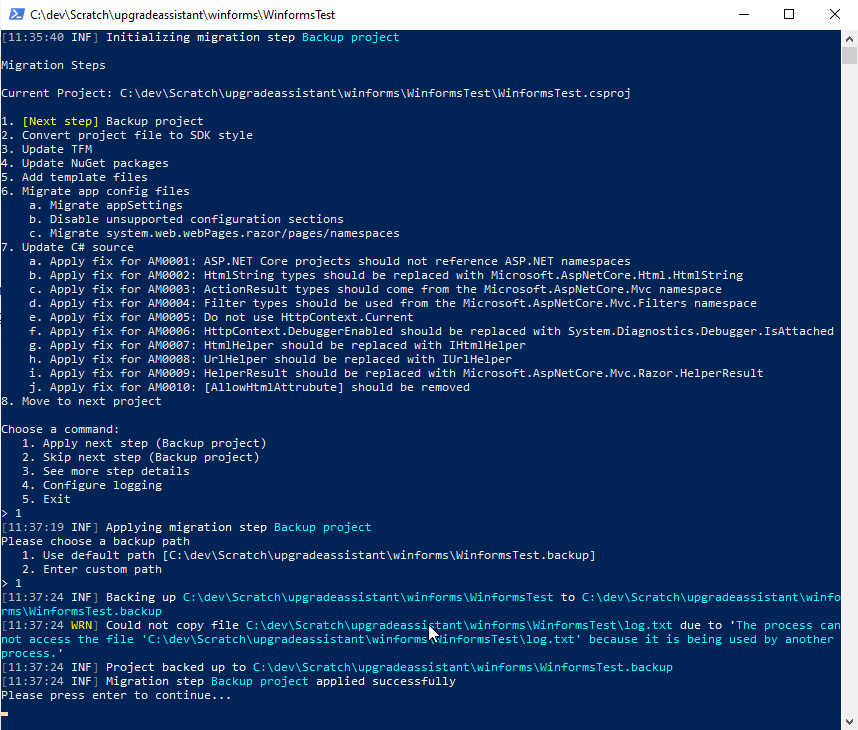 C:\dev\Scratch\upgradeassistant\winforms\WinformsTest
[11:35:40 INF] Initializing migration step Backup project
Migration Steps
Current Project: C:\dev\Scratch\upgradeassistant\winforms\WinformsTest\WinformsTest.csproj
1. [Next step] Backup project
2. Convert project file to SDK style
3. Update TFM
4. Update NuGet packages
5. Add template files
6. Migrate app config files
a. Migrate appSettings
b. Disable unsupported configuration sections
c. Migrate system.web.webPages.razor/pages/namespaces
7. Update C# source
a. Apply fix for AM0001: ASP.NET Core projects should not reference ASP.NET namespaces
b. Apply fix for AM0002: HtmlString types should be replaced with Microsoft.AspNetCore.Html.HtmlString
c. Apply fix for AM0003: ActionResult types should come from the Microsoft.AspNetCore.Mvc namespace
d. Apply fix for AM0004: Filter types should be used from the Microsoft.AspNetCore.Mvc.Filters namespace
e. Apply fix for AM0005: Do not use HttpContext.Current
f. Apply fix for AM0006: HttpContext.DebuggerEnabled should be replaced with System.Diagnostics.Debugger.IsAttached
g. Apply fix for AM0007: HtmlHelper should be replaced with IHtmlHelper
h. Apply fix for AM0008: UrlHelper should be replaced with IUrlHelper
i. Apply fix for AM0009: HelperResult should be replaced with Microsoft.AspNetCore.Mvc.Razor.HelperResult
j. Apply fix for AM0010: [AllowHtmlAttrubute] should be removed
8. Move to next project
Choose a command:
1. Apply next step (Backup project)
2. Skip next step (Backup project)
3. See more step details
4. Configure logging
5. Exit
> 1
[11:37:19 INF] Applying migration step Backup project
Please choose a backup path
1. Use default path [C:\dev\Scratch\upgradeassistant\winforms\WinformsTest.backup]
2. Enter custom path
> 1
[11:37:24 INF] Backing up C:\dev\Scratch\upgradeassistant\winforms\WinformsTest to C:\dev\Scratch\upgradeassistant\winfo
rms\WinformsTest.backup
[11:37:24 WRN] Could not copy file C:\dev\Scratch\upgradeassistant\winforms\WinformsTest\log.txt due to 'The process can
not access the file 'C:\dev\Scratch\upgradeassistant\winforms\WinformsTest\log.txt' because it is being used by another
process.'
[11:37:24 INF] Project backed up to C:\dev\Scratch\upgradeassistant\winforms\WinformsTest.backup
[11:37:24 INF] Migration step Backup project applied successfully
Please press enter to continue...